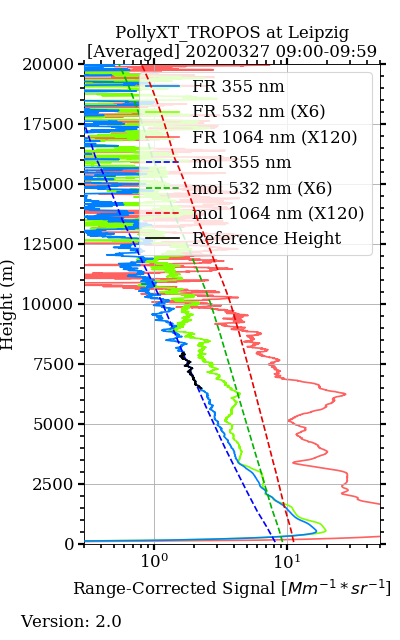 PollyXT_TROPOS at Leipzig
[Averaged] 20200327 09:00-09:59
FR 355 nm
FR 532 nm (X6)
FR 1064 nm (X120)
mol 355 nm
mol 532 nm (X6)
mol 1064 nm (X120)
Reference Height
Height (m)
20000
17500
15000
12500
10000
7500
5000
2500
0
10⁰ 10¹
Range-Corrected Signal [Mm⁻¹ * sr⁻¹]
Version: 2.0